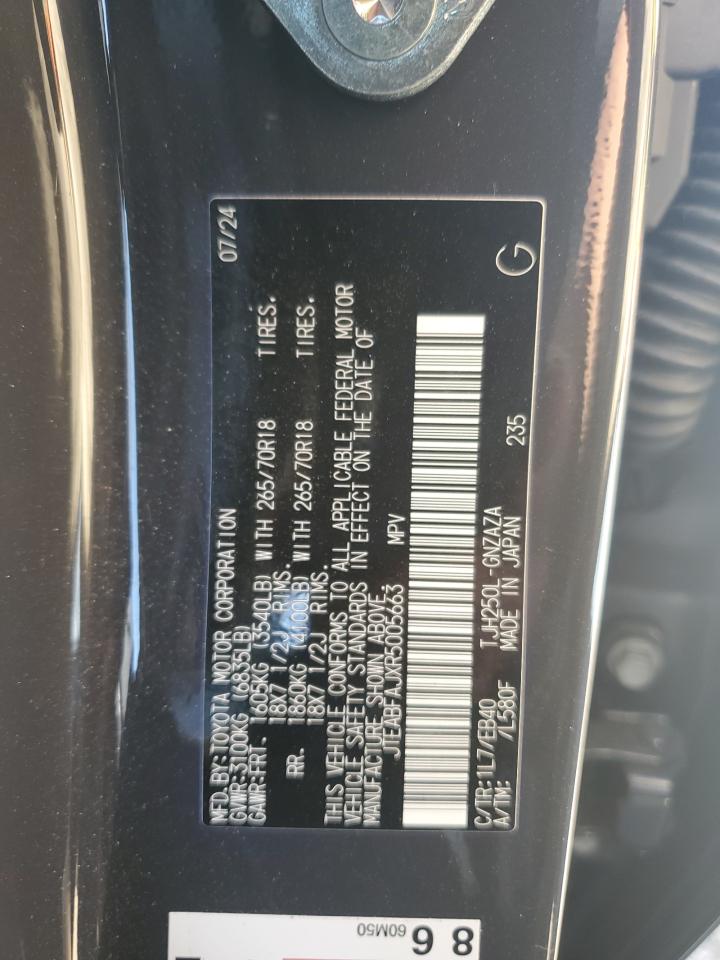 MFD.BY:TOYOTA MOTOR CORPORATION 07/24
GVWR:3100KG (6835LB)
GAWR:FRT. 1605KG (3540LB) WITH 265/70R18 TIRES.
18X7 1/2J RIMS.
RR. 1860KG (4100LB) WITH 265/70R18 TIRES.
18X7 1/2J RIMS.
THIS VEHICLE CONFORMS TO ALL APPLICABLE FEDERAL MOTOR
VEHICLE SAFETY STANDARDS IN EFFECT ON THE DATE OF
MANUFACTURE SHOWN ABOVE.
JTEABFAJXR5005663 MPV
C/TR:1L7/EB40 TJH250L-GNZAZA
A/TM: /L580F MADE IN JAPAN 235
G
60M50
8 6